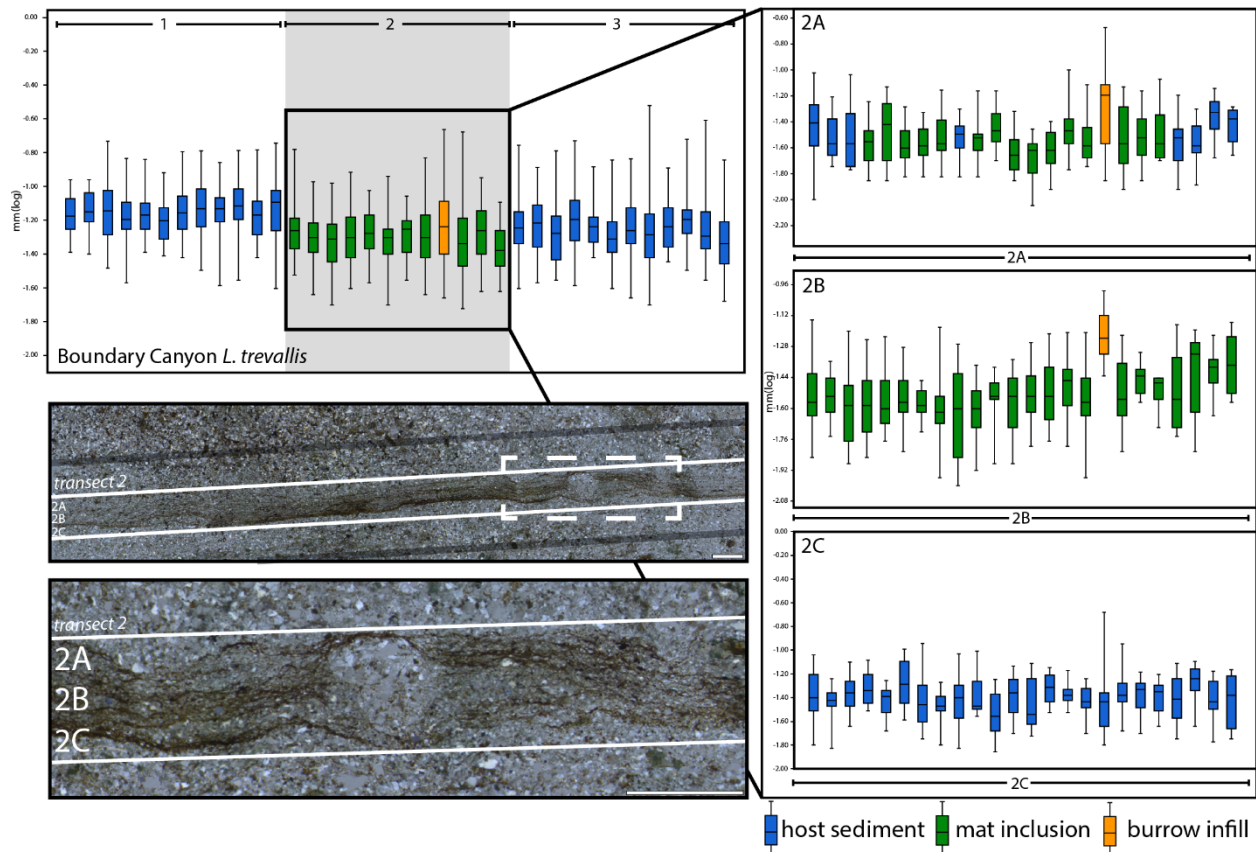 1 2 3
0.00
-0.20
-0.40
-0.60
-0.80
-1.00
-1.20
-1.40
-1.60
-1.80
-2.00
mm(log)
Boundary Canyon L. trevallis
transect 2
2A
2B
2C
transect 2
2A
2B
2C
2A
-0.60
-1.00
-1.40
-1.60
-1.80
-2.20
2A
2B
-0.96
-1.12
-1.28
-1.44
-1.60
-1.76
-1.92
-2.08
mm(log)
2B
2C
0.00
-0.20
-0.40
-0.60
-0.80
-1.00
-1.20
-1.40
-1.60
-1.80
-2.00
2C
host sediment mat inclusion burrow infill